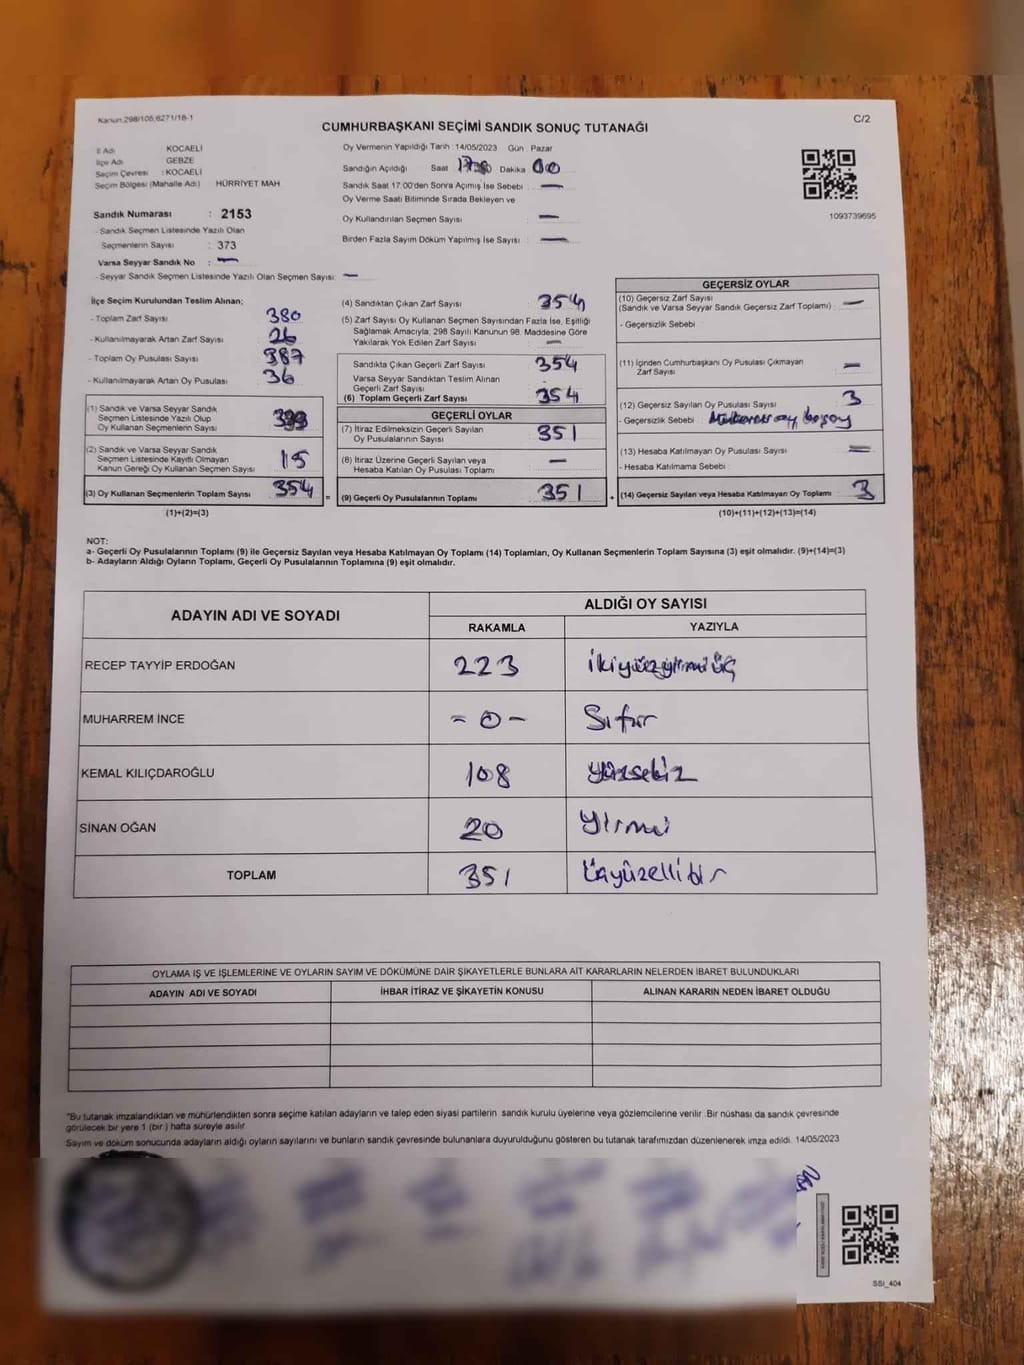 Kanun:298/105;6271/18-1
C/2
CUMHURBAŞKANI SEÇİMİ SANDIK SONUÇ TUTANAĞI
İl Adı KOCAELİ
İlçe Adı GEBZE
Seçim Çevresi : KOCAELİ
Seçim Bölgesi (Mahalle Adı) HÜRRİYET MAH
Sandık Numarası : 2153
- Sandık Seçmen Listesinde Yazılı Olan
Seçmenlerin Sayısı : 373
Varsa Seyyar Sandık No : —
- Seyyar Sandık Seçmen Listesinde Yazılı Olan Seçmen Sayısı: —
Oy Vermenin Yapıldığı Tarih : 14/05/2023 Gün : Pazar
Sandığın Açıldığı Saat Dakika 00
Sandık Saat 17:00'den Sonra Açılmış İse Sebebi : —
Oy Verme Saati Bitiminde Sırada Bekleyen ve
Oy Kullandırılan Seçmen Sayısı : —
Birden Fazla Sayım Döküm Yapılmış İse Sayısı : —
1093739695
İlçe Seçim Kurulundan Teslim Alınan;
- Toplam Zarf Sayısı : 380
- Kullanılmayarak Artan Zarf Sayısı : 26
- Toplam Oy Pusulası Sayısı : 387
- Kullanılmayarak Artan Oy Pusulası : 36
(1) Sandık ve Varsa Seyyar Sandık
Seçmen Listesinde Yazılı Olup
Oy Kullanan Seçmenlerin Sayısı :
(2) Sandık ve Varsa Seyyar Sandık
Seçmen Listesinde Kayıtlı Olmayan
Kanun Gereği Oy Kullanan Seçmen Sayısı : 15
(3) Oy Kullanan Seçmenlerin Toplam Sayısı : 354 =
(1)+(2)=(3)
(4) Sandıktan Çıkan Zarf Sayısı : 354
(5) Zarf Sayısı Oy Kullanan Seçmen Sayısından Fazla İse, Eşitliği
Sağlamak Amacıyla, 298 Sayılı Kanunun 98. Maddesine Göre
Yakılarak Yok Edilen Zarf Sayısı : —
Sandıkta Çıkan Geçerli Zarf Sayısı : 354
Varsa Seyyar Sandıktan Teslim Alınan
Geçerli Zarf Sayısı : -
(6) Toplam Geçerli Zarf Sayısı : 354
GEÇERLİ OYLAR
(7) İtiraz Edilmeksizin Geçerli Sayılan
Oy Pusulalarının Sayısı : 351
(8) İtiraz Üzerine Geçerli Sayılan veya
Hesaba Katılan Oy Pusulası Toplamı : —
(9) Geçerli Oy Pusulalarının Toplamı : 351 +
GEÇERSİZ OYLAR
(10) Geçersiz Zarf Sayısı
(Sandık ve Varsa Seyyar Sandık Geçersiz Zarf Toplamı) : —
- Geçersizlik Sebebi :
(11) İçinden Cumhurbaşkanı Oy Pusulası Çıkmayan
Zarf Sayısı : —
(12) Geçersiz Sayılan Oy Pusulası Sayısı : 3
- Geçersizlik Sebebi : Mükerrer oy, boş oy
(13) Hesaba Katılmayan Oy Pusulası Sayısı : —
- Hesaba Katılmama Sebebi :
(14) Geçersiz Sayılan veya Hesaba Katılmayan Oy Toplamı : 3
(10)+(11)+(12)+(13)=(14)
NOT:
a- Geçerli Oy Pusulalarının Toplamı (9) ile Geçersiz Sayılan veya Hesaba Katılmayan Oy Toplamı (14) Toplamları, Oy Kullanan Seçmenlerin Toplam Sayısına (3) eşit olmalıdır. (9)+(14)=(3)
b- Adayların Aldığı Oyların Toplamı, Geçerli Oy Pusulalarının Toplamına (9) eşit olmalıdır.
ADAYIN ADI VE SOYADI ALDIĞI OY SAYISI
RAKAMLA YAZIYLA
RECEP TAYYİP ERDOĞAN 223 ikiyüzyirmiüç
MUHARREM İNCE - 0 - Sıfır
KEMAL KILIÇDAROĞLU 108 yüzsekiz
SİNAN OĞAN 20 Yirmi
TOPLAM 351 Üçyüzellibir
OYLAMA İŞ VE İŞLEMLERİNE VE OYLARIN SAYIM VE DÖKÜMÜNE DAİR ŞİKAYETLERLE BUNLARA AİT KARARLARIN NELERDEN İBARET BULUNDUKLARI
ADAYIN ADI VE SOYADI İHBAR İTİRAZ VE ŞİKAYETİN KONUSU ALINAN KARARIN NEDEN İBARET OLDUĞU
*Bu tutanak imzalandıktan ve mühürlendikten sonra seçime katılan adayların ve talep eden siyasi partilerin sandık kurulu üyelerine veya gözlemcilerine verilir .Bir nüshası da sandık çevresinde
görülecek bir yere 1 (bir ) hafta süreyle asılır
Sayım ve döküm sonucunda adayların aldığı oyların sayılarını ve bunların sandık çevresinde bulunanlara duyurulduğunu gösteren bu tutanak tarafımızdan düzenlenerek imza edildi. 14/05/2023
SSI_404